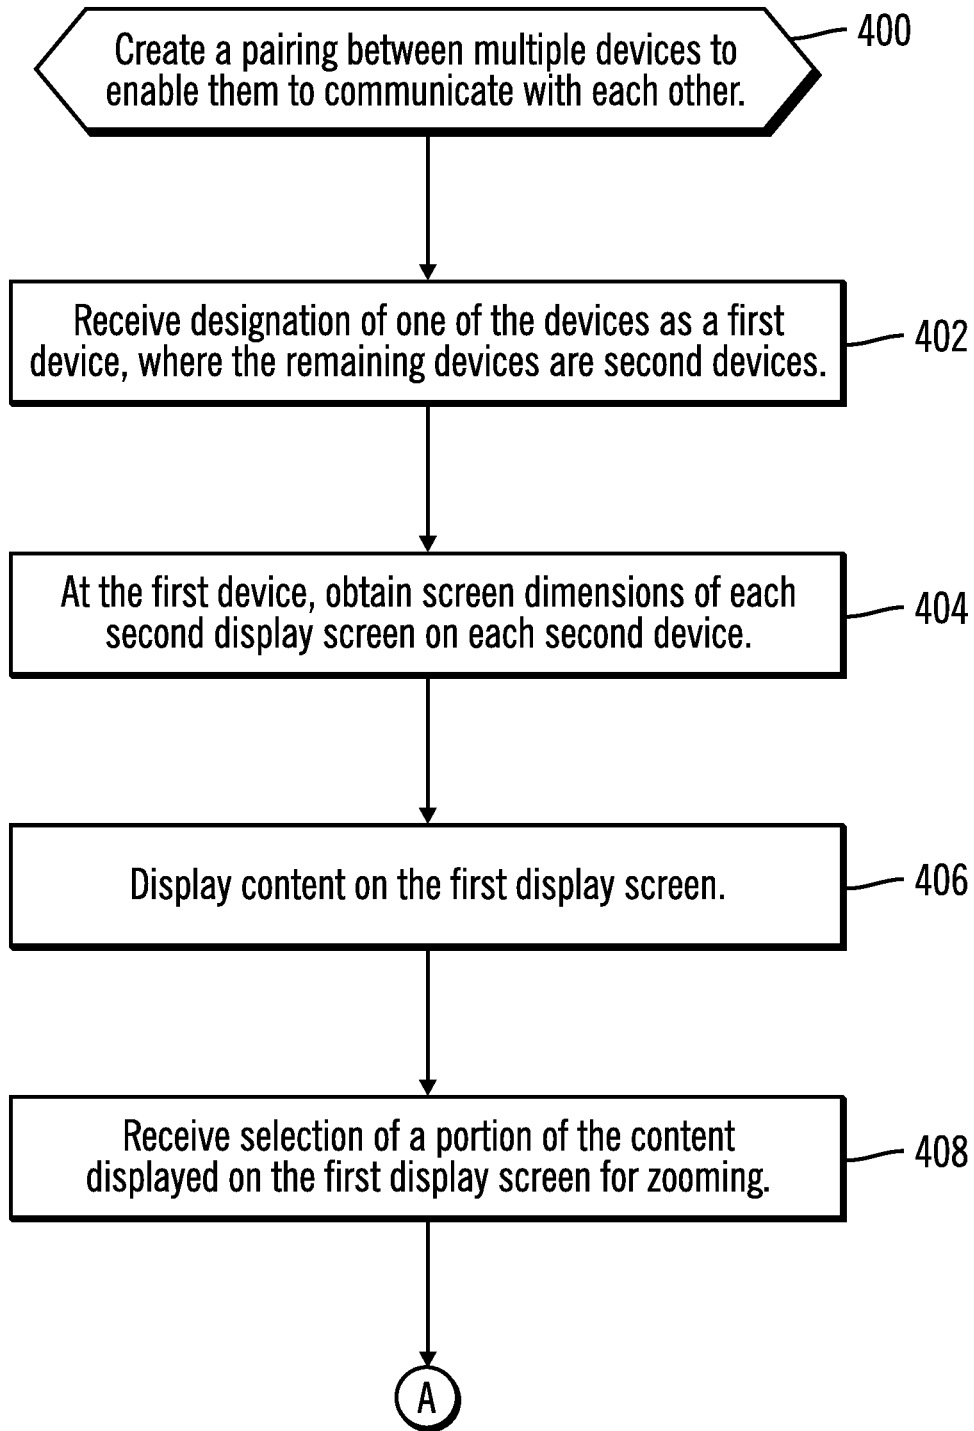 Create a pairing between multiple devices to
enable them to communicate with each other.
400
Receive designation of one of the devices as a first
device, where the remaining devices are second devices.
402
At the first device, obtain screen dimensions of each
second display screen on each second device.
404
Display content on the first display screen.
406
Receive selection of a portion of the content
displayed on the first display screen for zooming.
408
A